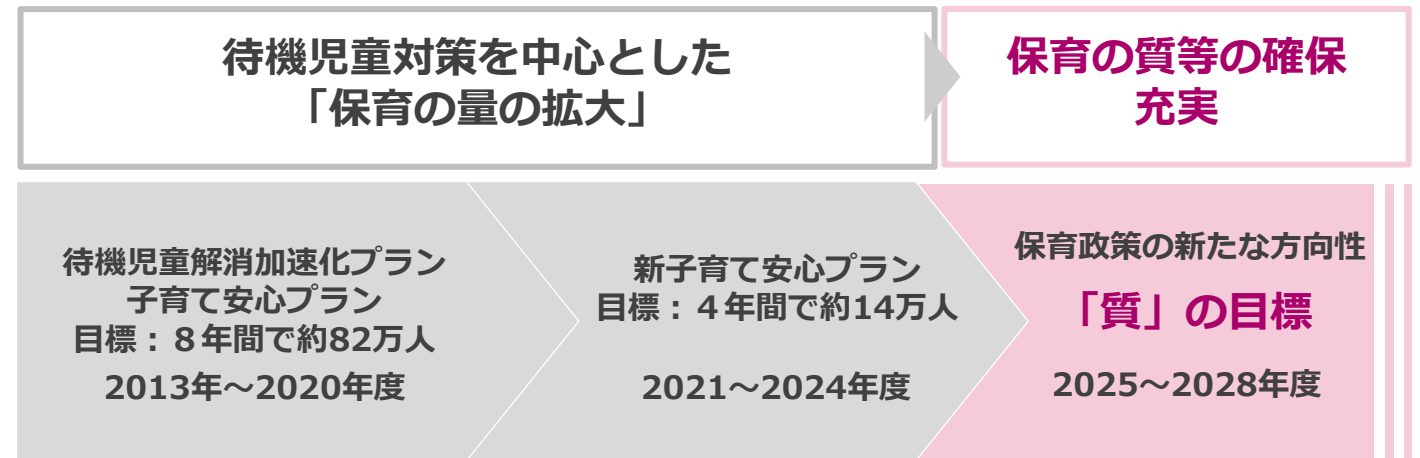 待機児童対策を中心とした
「保育の量の拡大」
保育の質等の確保
充実
待機児童解消加速化プラン
子育て安心プラン
目標：８年間で約82万人
2013年～2020年度
新子育て安心プラン
目標：４年間で約14万人
2021～2024年度
保育政策の新たな方向性
「質」の目標
2025～2028年度